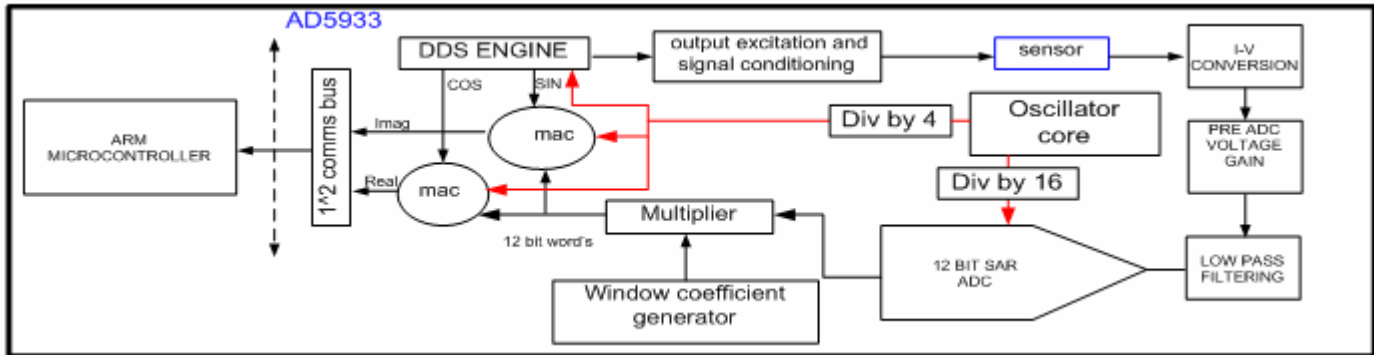 AD5933
DDS ENGINE
output excitation and
signal conditioning
sensor
I-V
CONVERSION
COS
SIN
Imag
mac
Div by 4
Oscillator
core
ARM
MICROCONTROLLER
1^2 comms bus
PRE ADC
VOLTAGE
GAIN
Real
mac
Div by 16
Multiplier
12 bit word's
12 BIT SAR
ADC
LOW PASS
FILTERING
Window coefficient
generator